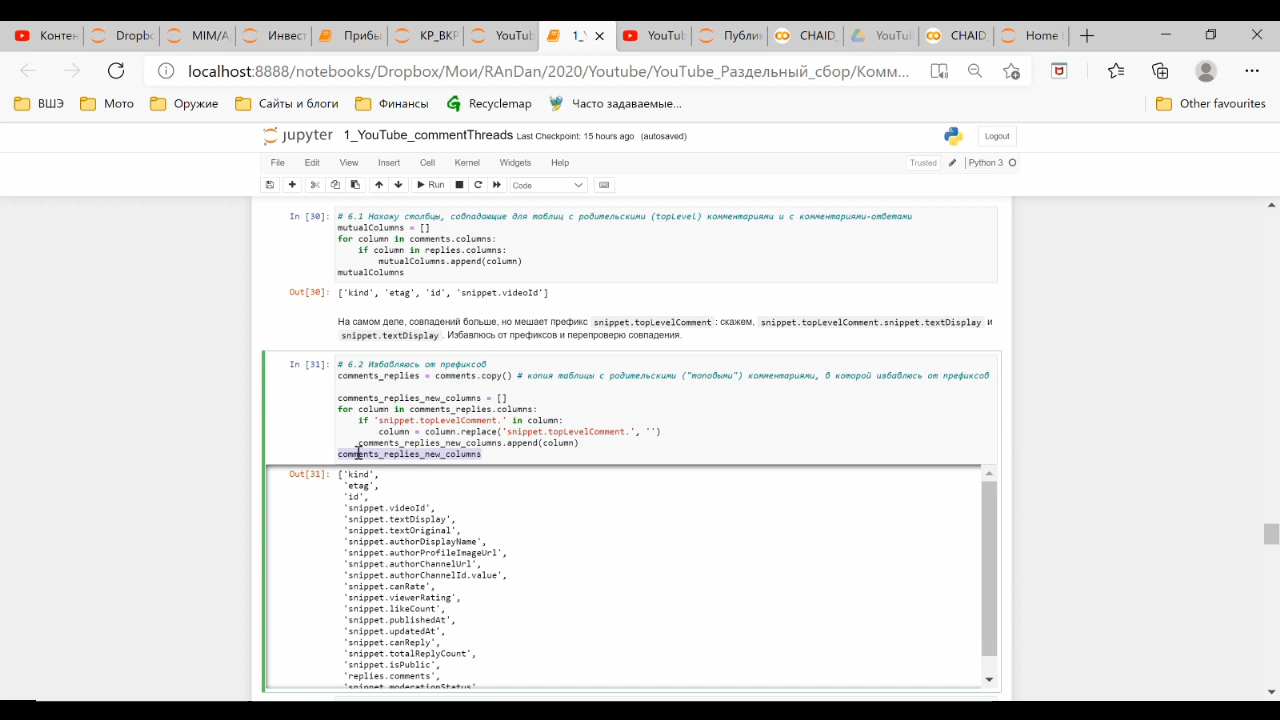 Контен
Dropb
MIM/A
Инвест
Прибы
KP_ВКР
YouTub
1_Y
YouTub
Публик
CHAID
YouTub
CHAID
Home
localhost:8888/notebooks/Dropbox/Мои/RAnDan/2020/Youtube/YouTube_Раздельный_сбор/Комм...
ВШЭ
Мото
Оружие
Сайты и блоги
Финансы
Recyclemap
Часто задаваемые...
Other favourites
jupyter 1_YouTube_commentThreads Last Checkpoint: 15 hours ago (autosaved)
Logout
File Edit View Insert Cell Kernel Widgets Help
Trusted
Python 3
Run
Code
In [30]: # 6.1 Нахожу столбцы, совпадающие для таблиц с родительскими (topLevel) комментариями и с комментариями-ответами
mutualColumns = []
for column in comments.columns:
if column in replies.columns:
mutualColumns.append(column)
mutualColumns
Out[30]: ['kind', 'etag', 'id', 'snippet.videoId']
На самом деле, совпадений больше, но мешает префикс snippet.topLevelComment : скажем, snippet.topLevelComment.snippet.textDisplay и
snippet.textDisplay . Избавлюсь от префиксов и перепроверю совпадения.
In [31]: # 6.2 Избавляюсь от префиксов
comments_replies = comments.copy() # копия таблицы с родительскими ("топовыми") комментариями, в которой избавлюсь от префиксов
comments_replies_new_columns = []
for column in comments_replies.columns:
if 'snippet.topLevelComment.' in column:
column = column.replace('snippet.topLevelComment.', '')
comments_replies_new_columns.append(column)
comments_replies_new_columns
Out[31]: ['kind',
'etag',
'id',
'snippet.videoId',
'snippet.textDisplay',
'snippet.textOriginal',
'snippet.authorDisplayName',
'snippet.authorProfileImageUrl',
'snippet.authorChannelUrl',
'snippet.authorChannelId.value',
'snippet.canRate',
'snippet.viewerRating',
'snippet.likeCount',
'snippet.publishedAt',
'snippet.updatedAt',
'snippet.canReply',
'snippet.totalReplyCount',
'snippet.isPublic',
'replies.comments',
'snippet.moderationStatus'